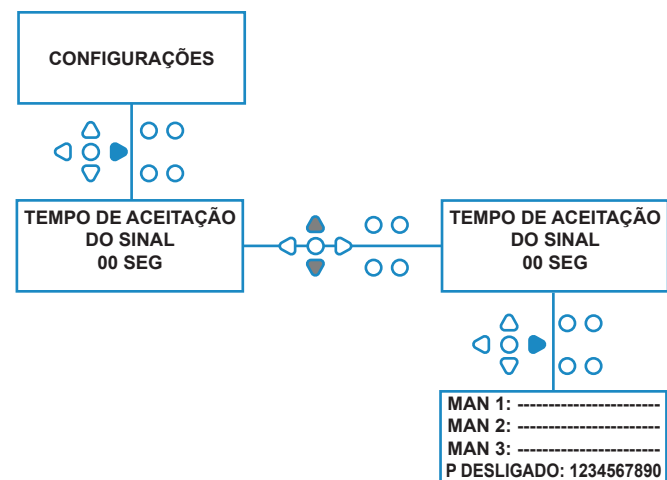 CONFIGURAÇÕES
TEMPO DE ACEITAÇÃO
DO SINAL
00 SEG
TEMPO DE ACEITAÇÃO
DO SINAL
00 SEG
MAN 1: -----------------------
MAN 2: -----------------------
MAN 3: -----------------------
P DESLIGADO: 1234567890